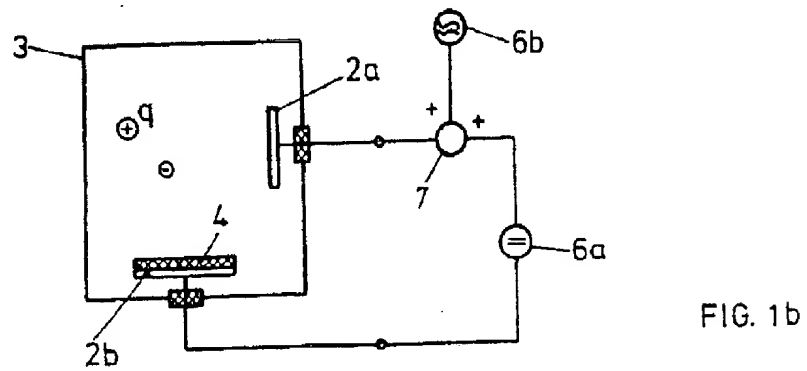 3
q
+
-
2a
6b
+
+
7
4
=
6a
2b
FIG. 1b